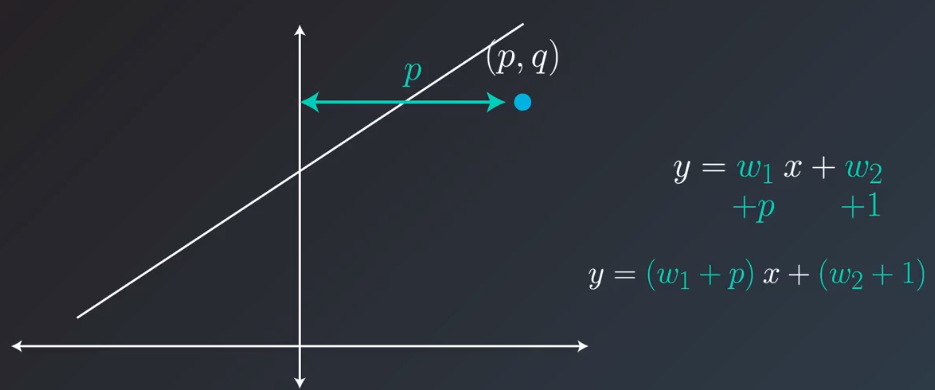 (p, q)
p
y = w₁ x + w₂
+p +1
y = (w₁ + p) x + (w₂ + 1)